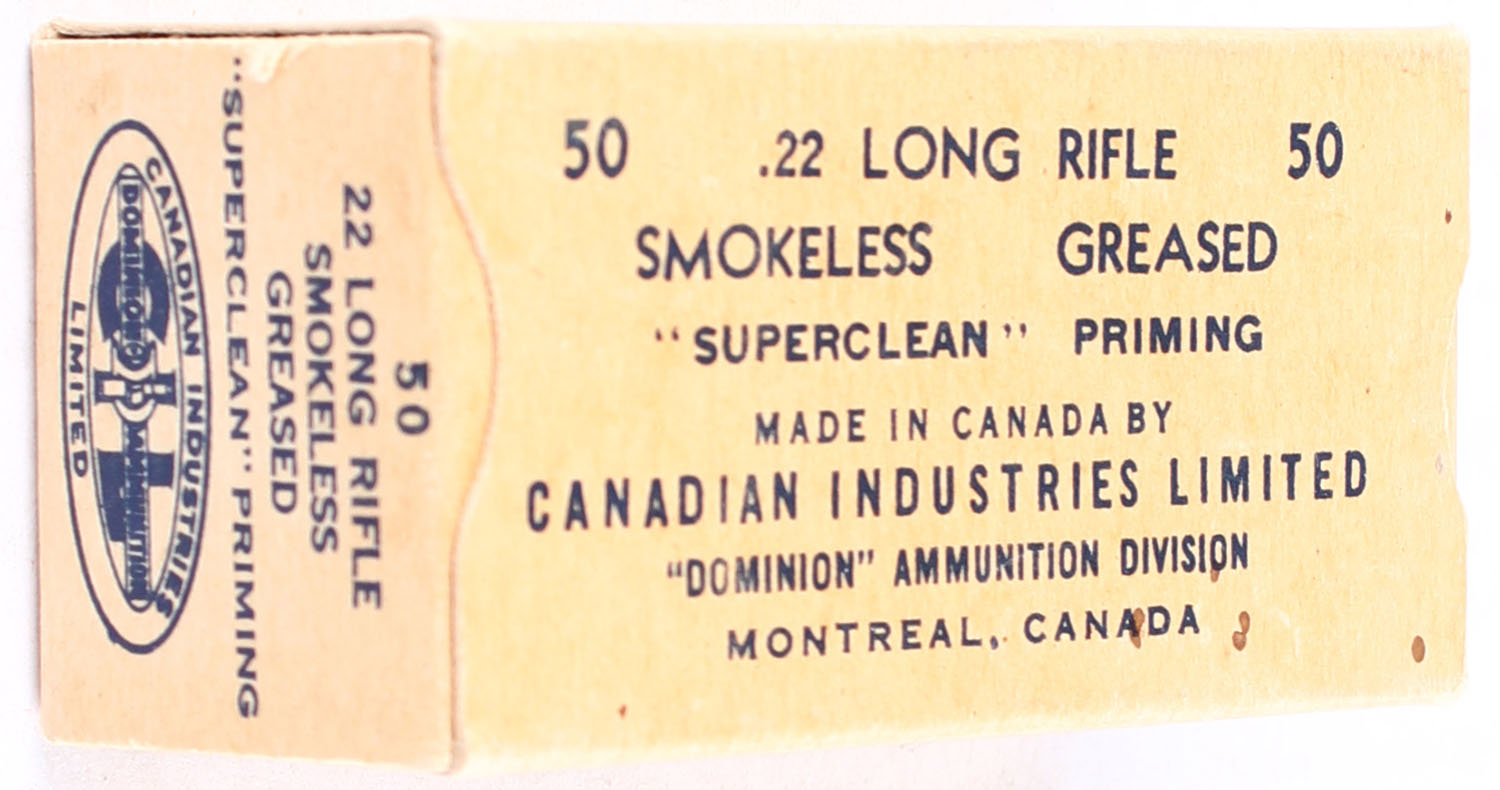 50 .22 LONG RIFLE 50
SMOKELESS GREASED
"SUPERCLEAN" PRIMING
MADE IN CANADA BY
CANADIAN INDUSTRIES LIMITED
"DOMINION" AMMUNITION DIVISION
MONTREAL, CANADA
50
22 LONG RIFLE
SMOKELESS
GREASED
"SUPERCLEAN" PRIMING
CANADIAN INDUSTRIES
DOMINION AMMUNITION
LIMITED